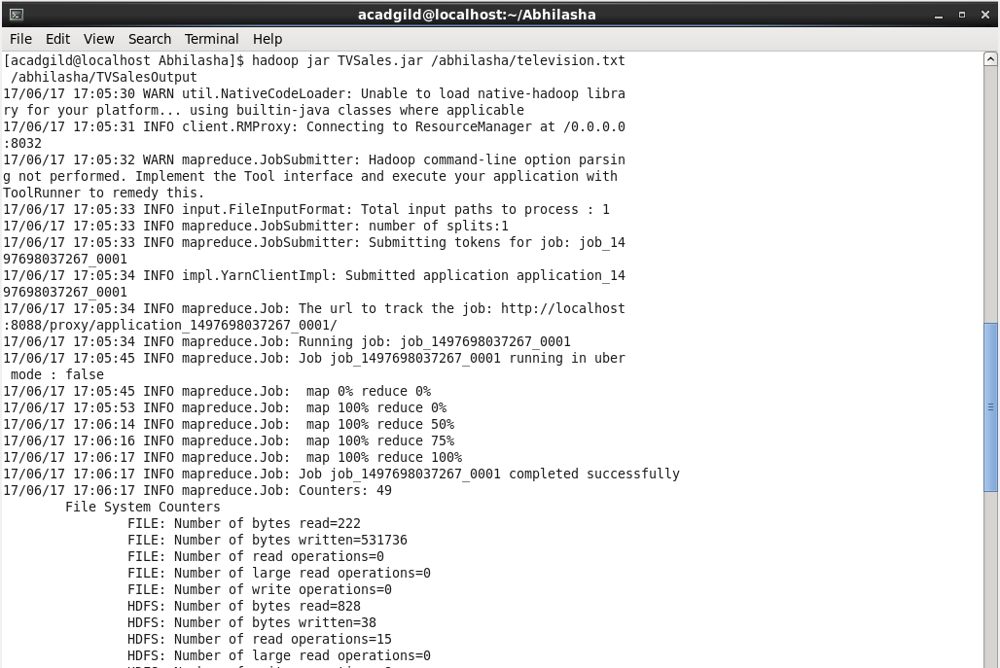 acadgild@localhost:~/Abhilasha
File Edit View Search Terminal Help
[acadgild@localhost Abhilasha]$ hadoop jar TVSales.jar /abhilasha/television.txt
/abhilasha/TVSalesOutput
17/06/17 17:05:30 WARN util.NativeCodeLoader: Unable to load native-hadoop libra
ry for your platform... using builtin-java classes where applicable
17/06/17 17:05:31 INFO client.RMProxy: Connecting to ResourceManager at /0.0.0.0
:8032
17/06/17 17:05:32 WARN mapreduce.JobSubmitter: Hadoop command-line option parsin
g not performed. Implement the Tool interface and execute your application with
ToolRunner to remedy this.
17/06/17 17:05:33 INFO input.FileInputFormat: Total input paths to process : 1
17/06/17 17:05:33 INFO mapreduce.JobSubmitter: number of splits:1
17/06/17 17:05:33 INFO mapreduce.JobSubmitter: Submitting tokens for job: job_14
97698037267_0001
17/06/17 17:05:34 INFO impl.YarnClientImpl: Submitted application application_14
97698037267_0001
17/06/17 17:05:34 INFO mapreduce.Job: The url to track the job: http://localhost
:8088/proxy/application_1497698037267_0001/
17/06/17 17:05:34 INFO mapreduce.Job: Running job: job_1497698037267_0001
17/06/17 17:05:45 INFO mapreduce.Job: Job job_1497698037267_0001 running in uber
mode : false
17/06/17 17:05:45 INFO mapreduce.Job:  map 0% reduce 0%
17/06/17 17:05:53 INFO mapreduce.Job:  map 100% reduce 0%
17/06/17 17:06:14 INFO mapreduce.Job:  map 100% reduce 50%
17/06/17 17:06:16 INFO mapreduce.Job:  map 100% reduce 75%
17/06/17 17:06:17 INFO mapreduce.Job:  map 100% reduce 100%
17/06/17 17:06:17 INFO mapreduce.Job: Job job_1497698037267_0001 completed successfully
17/06/17 17:06:17 INFO mapreduce.Job: Counters: 49
File System Counters
FILE: Number of bytes read=222
FILE: Number of bytes written=531736
FILE: Number of read operations=0
FILE: Number of large read operations=0
FILE: Number of write operations=0
HDFS: Number of bytes read=828
HDFS: Number of bytes written=38
HDFS: Number of read operations=15
HDFS: Number of large read operations=0